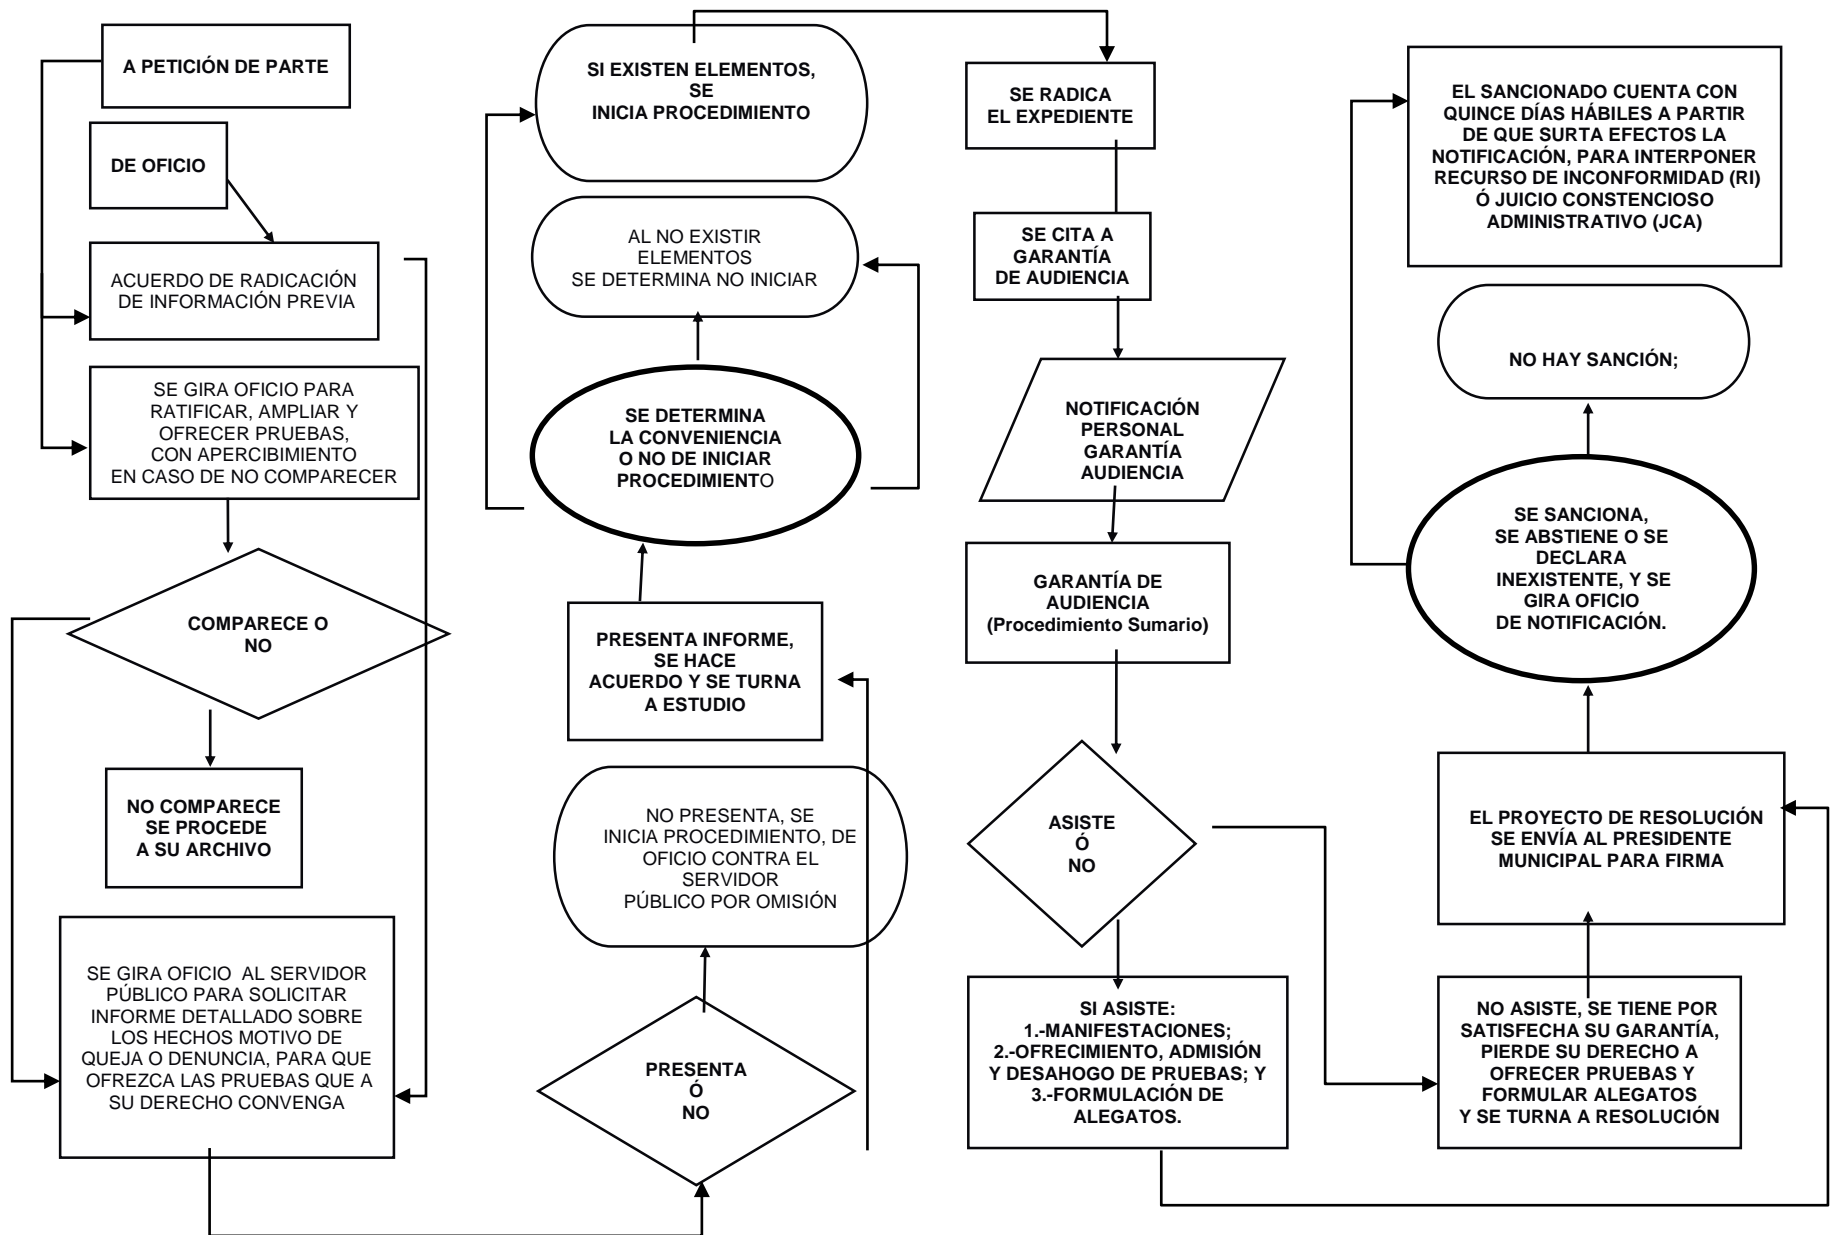 A PETICIÓN DE PARTE
DE OFICIO
ACUERDO DE RADICACIÓN
DE INFORMACIÓN PREVIA
SE GIRA OFICIO PARA
RATIFICAR, AMPLIAR Y
OFRECER PRUEBAS,
CON APERCIBIMIENTO
EN CASO DE NO COMPARECER
COMPARECE O
NO
NO COMPARECE
SE PROCEDE
A SU ARCHIVO
SE GIRA OFICIO  AL SERVIDOR
PÚBLICO PARA SOLICITAR
INFORME DETALLADO SOBRE
LOS HECHOS MOTIVO DE
QUEJA O DENUNCIA, PARA QUE
OFREZCA LAS PRUEBAS QUE A
SU DERECHO CONVENGA
SI EXISTEN ELEMENTOS,
SE
INICIA PROCEDIMIENTO
AL NO EXISTIR
ELEMENTOS
SE DETERMINA NO INICIAR
SE DETERMINA
LA CONVENIENCIA
O NO DE INICIAR
PROCEDIMIENTO
PRESENTA INFORME,
SE HACE
ACUERDO Y SE TURNA
A ESTUDIO
NO PRESENTA, SE
INICIA PROCEDIMIENTO, DE
OFICIO CONTRA EL
SERVIDOR
PÚBLICO POR OMISIÓN
PRESENTA
Ó
NO
SE RADICA
EL EXPEDIENTE
SE CITA A
GARANTÍA
DE AUDIENCIA
NOTIFICACIÓN
PERSONAL
GARANTÍA
AUDIENCIA
GARANTÍA DE
AUDIENCIA
(Procedimiento Sumario)
ASISTE
Ó
NO
SI ASISTE:
1.-MANIFESTACIONES;
2.-OFRECIMIENTO, ADMISIÓN
Y DESAHOGO DE PRUEBAS; Y
3.-FORMULACIÓN DE
ALEGATOS.
EL SANCIONADO CUENTA CON
QUINCE DÍAS HÁBILES A PARTIR
DE QUE SURTA EFECTOS LA
NOTIFICACIÓN, PARA INTERPONER
RECURSO DE INCONFORMIDAD (RI)
Ó JUICIO CONSTENCIOSO
ADMINISTRATIVO (JCA)
NO HAY SANCIÓN;
SE SANCIONA,
SE ABSTIENE O SE
DECLARA
INEXISTENTE, Y SE
GIRA OFICIO
DE NOTIFICACIÓN.
EL PROYECTO DE RESOLUCIÓN
SE ENVÍA AL PRESIDENTE
MUNICIPAL PARA FIRMA
NO ASISTE, SE TIENE POR
SATISFECHA SU GARANTÍA,
PIERDE SU DERECHO A
OFRECER PRUEBAS Y
FORMULAR ALEGATOS
Y SE TURNA A RESOLUCIÓN